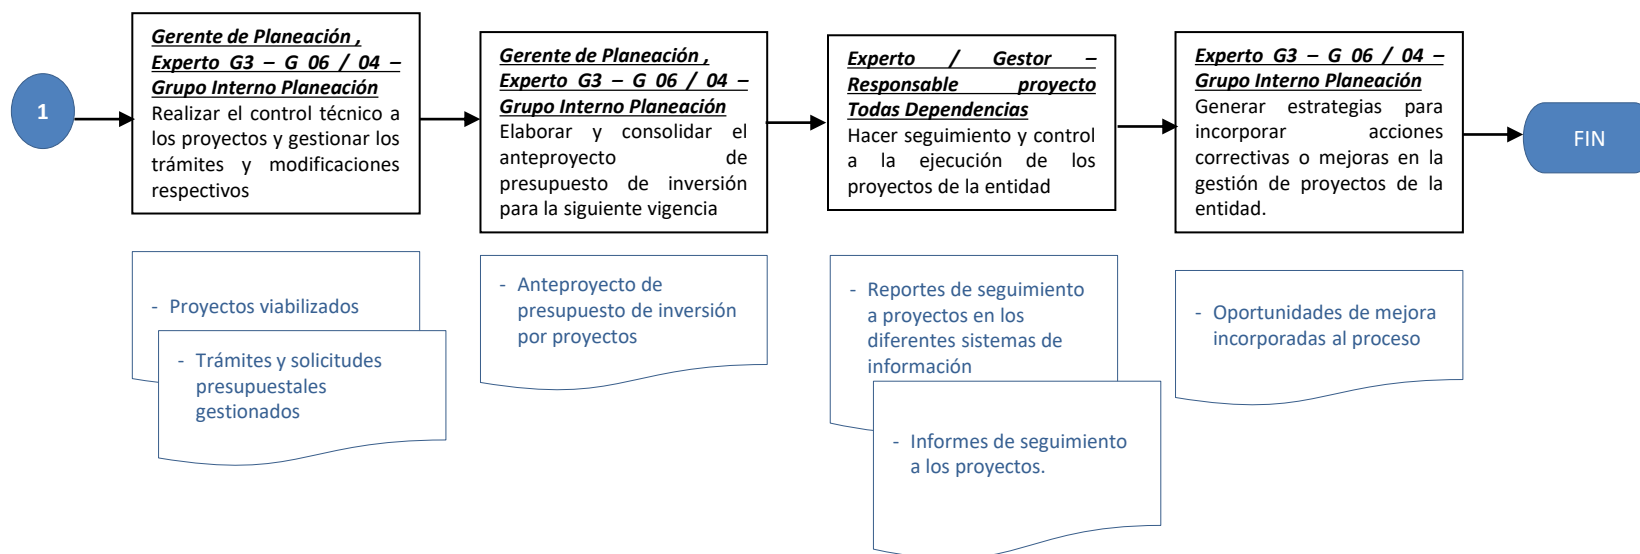 1
Gerente de Planeación ,
Experto G3 – G 06 / 04 –
Grupo Interno Planeación
Realizar el control técnico a
los proyectos y gestionar los
trámites y modificaciones
respectivos
Gerente de Planeación ,
Experto G3 – G 06 / 04 –
Grupo Interno Planeación
Elaborar y consolidar el
anteproyecto de
presupuesto de inversión
para la siguiente vigencia
Experto / Gestor –
Responsable proyecto
Todas Dependencias
Hacer seguimiento y control
a la ejecución de los
proyectos de la entidad
Experto G3 – G 06 / 04 –
Grupo Interno Planeación
Generar estrategias para
incorporar acciones
correctivas o mejoras en la
gestión de proyectos de la
entidad.
FIN
- Proyectos viabilizados
- Trámites y solicitudes
presupuestales
gestionados
- Anteproyecto de
presupuesto de inversión
por proyectos
- Reportes de seguimiento
a proyectos en los
diferentes sistemas de
información
- Informes de seguimiento
a los proyectos.
- Oportunidades de mejora
incorporadas al proceso